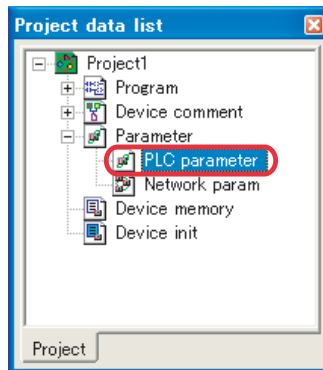 Project data list
Project1
Program
Device comment
Parameter
PLC parameter
Network param
Device memory
Device init
Project